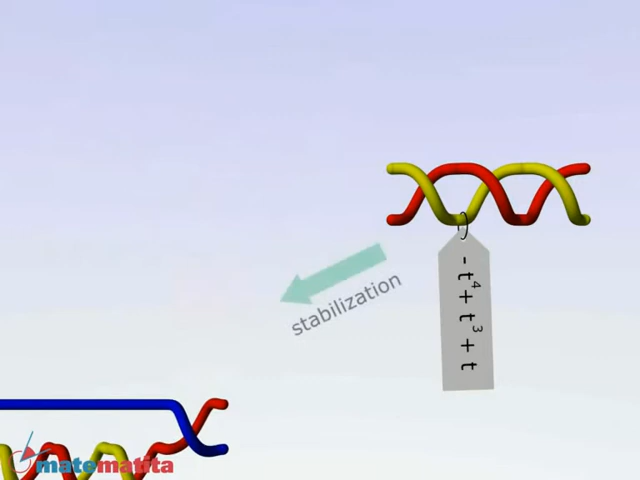 stabilization
- t⁴ + t³ + t
matematita